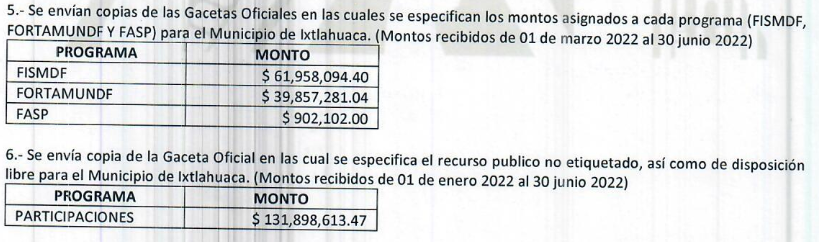 5.- Se envían copias de las Gacetas Oficiales en las cuales se especifican los montos asignados a cada programa (FISMDF,
FORTAMUNDF Y FASP) para el Municipio de Ixtlahuaca. (Montos recibidos de 01 de marzo 2022 al 30 junio 2022)
PROGRAMA MONTO
FISMDF $ 61,958,094.40
FORTAMUNDF $ 39,857,281.04
FASP $ 902,102.00
6.- Se envía copia de la Gaceta Oficial en las cual se especifica el recurso publico no etiquetado, así como de disposición
libre para el Municipio de Ixtlahuaca. (Montos recibidos de 01 de enero 2022 al 30 junio 2022)
PROGRAMA MONTO
PARTICIPACIONES $ 131,898,613.47